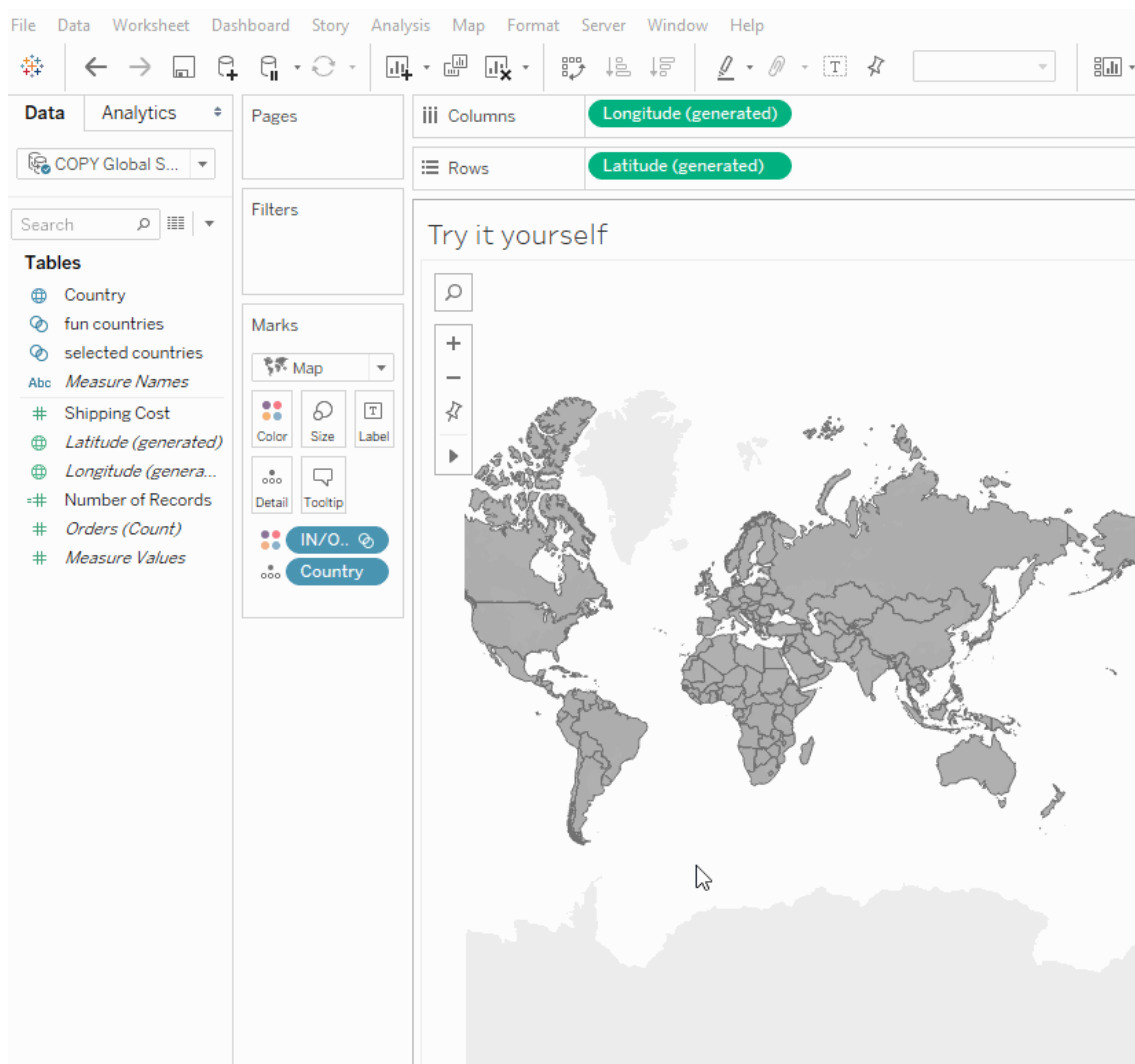 File Data Worksheet Dashboard Story Analysis Map Format Server Window Help
Data Analytics
COPY Global S...
Search
Tables
Country
fun countries
selected countries
Abc Measure Names
Shipping Cost
Latitude (generated)
Longitude (genera...
Number of Records
Orders (Count)
Measure Values
Pages
Filters
Marks
Map
Color Size Label
Detail Tooltip
IN/O..
Country
Columns Longitude (generated)
Rows Latitude (generated)
Try it yourself